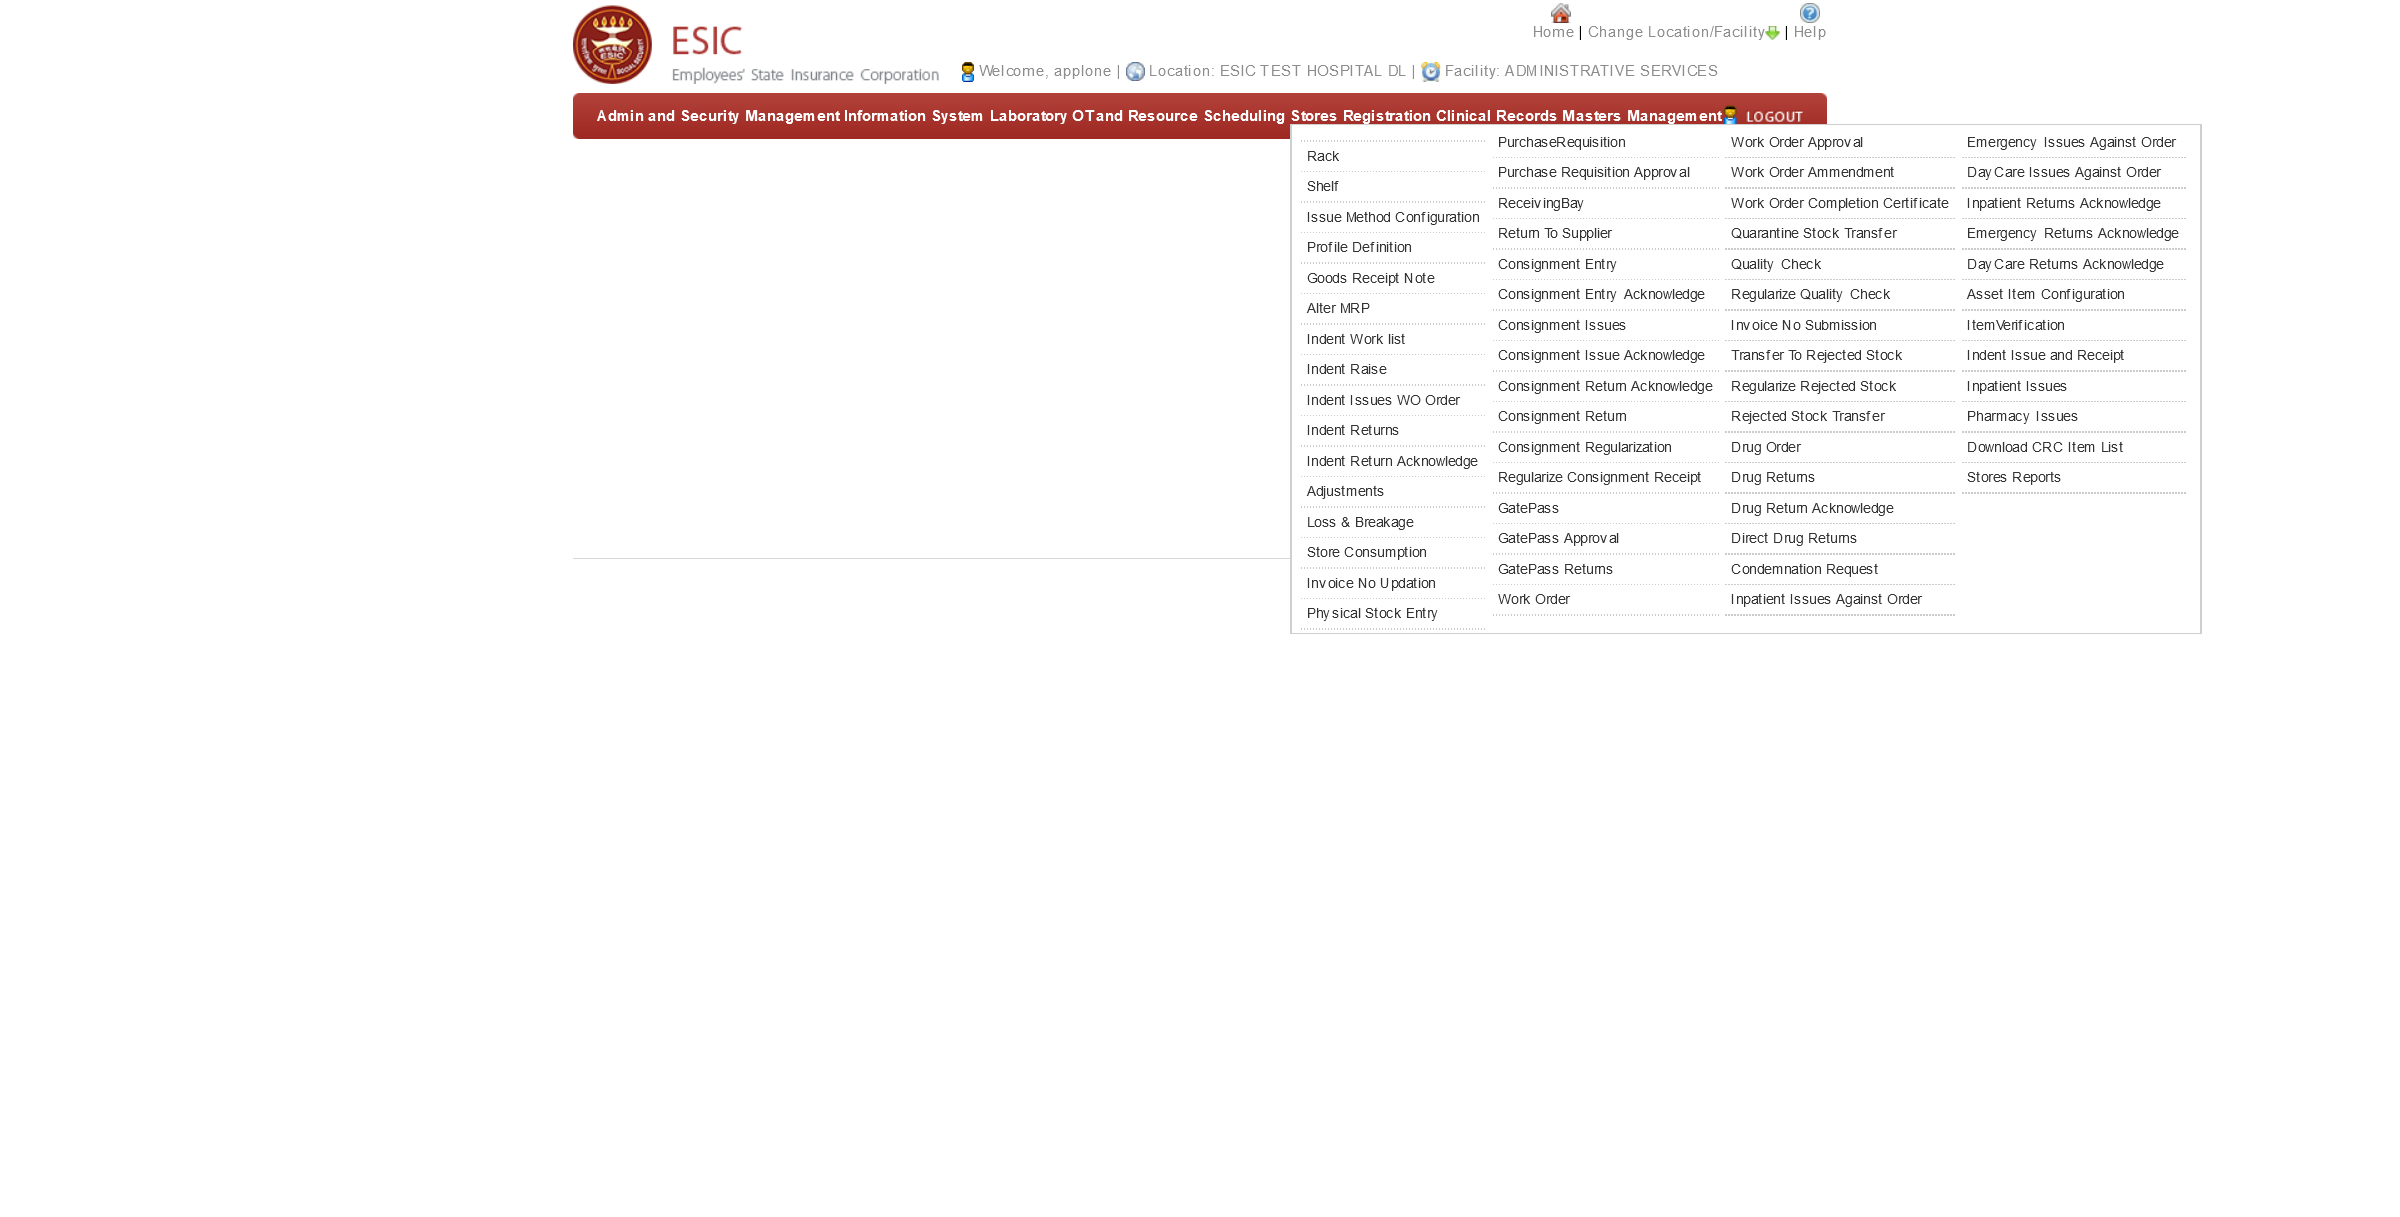 Home | Change Location/Facility | Help
ESIC
Employees' State Insurance Corporation
Welcome, applone | Location: ESIC TEST HOSPITAL DL | Facility: ADMINISTRATIVE SERVICES
Admin and Security Management Information System Laboratory OT and Resource Scheduling Stores Registration Clinical Records Masters Management LOGOUT
Rack
Shelf
Issue Method Configuration
Profile Definition
Goods Receipt Note
Alter MRP
Indent Work list
Indent Raise
Indent Issues WO Order
Indent Returns
Indent Return Acknowledge
Adjustments
Loss & Breakage
Store Consumption
Invoice No Updation
Physical Stock Entry
PurchaseRequisition
Purchase Requisition Approval
ReceivingBay
Return To Supplier
Consignment Entry
Consignment Entry Acknowledge
Consignment Issues
Consignment Issue Acknowledge
Consignment Return Acknowledge
Consignment Return
Consignment Regularization
Regularize Consignment Receipt
GatePass
GatePass Approval
GatePass Returns
Work Order
Work Order Approval
Work Order Ammendment
Work Order Completion Certificate
Quarantine Stock Transfer
Quality Check
Regularize Quality Check
Invoice No Submission
Transfer To Rejected Stock
Regularize Rejected Stock
Rejected Stock Transfer
Drug Order
Drug Returns
Drug Return Acknowledge
Direct Drug Returns
Condemnation Request
Inpatient Issues Against Order
Emergency Issues Against Order
DayCare Issues Against Order
Inpatient Returns Acknowledge
Emergency Returns Acknowledge
DayCare Returns Acknowledge
Asset Item Configuration
ItemVerification
Indent Issue and Receipt
Inpatient Issues
Pharmacy Issues
Download CRC Item List
Stores Reports